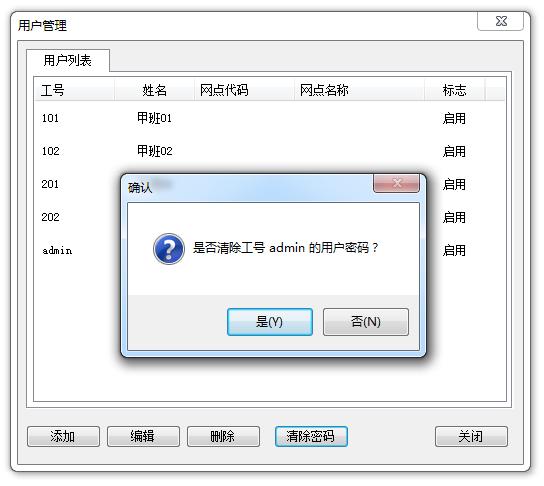 用户管理
用户列表
工号 姓名 网点代码 网点名称 标志
101 甲班01 启用
102 甲班02 启用
201 启用
202 启用
admin 启用
确认
是否清除工号 admin 的用户密码？
是(Y) 否(N)
添加 编辑 删除 清除密码 关闭